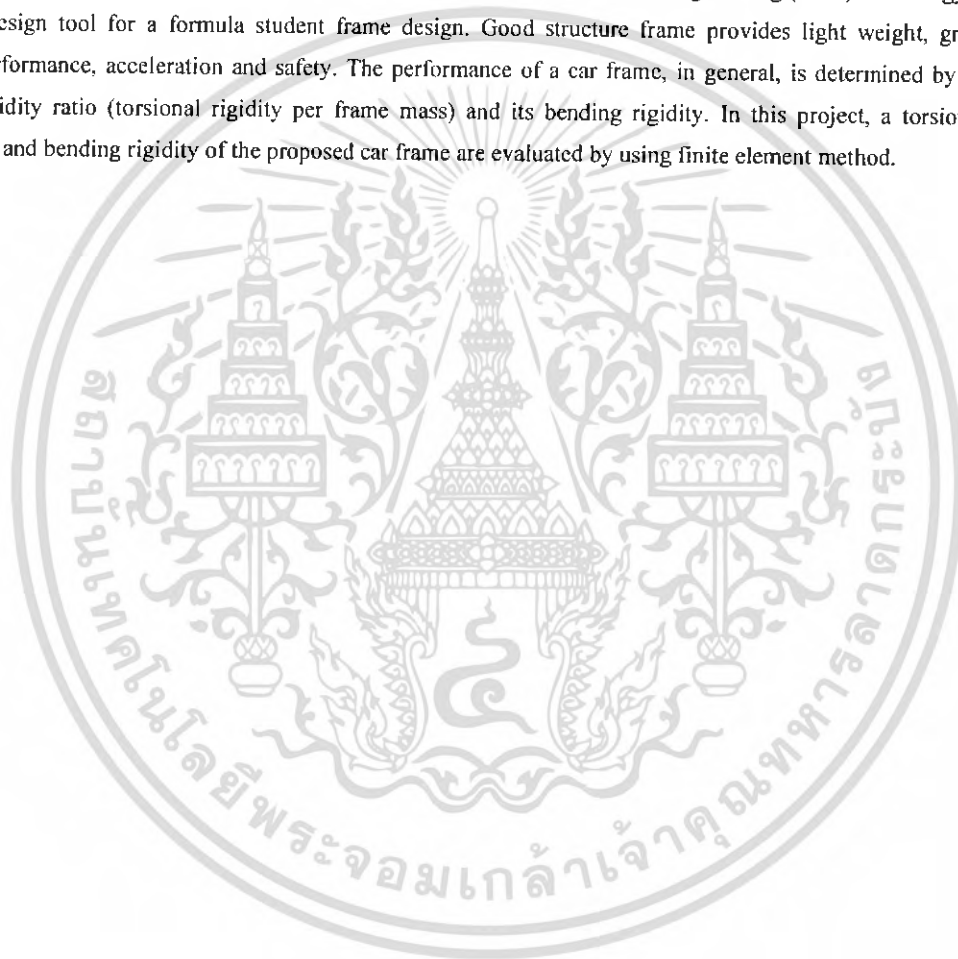 esign tool for a formula student frame design. Good structure frame provides light weight, gr
rformance, acceleration and safety. The performance of a car frame, in general, is determined by
idity ratio (torsional rigidity per frame mass) and its bending rigidity. In this project, a torsion
and bending rigidity of the proposed car frame are evaluated by using finite element method.
๔
สถาบันเทคโนโลยีพระจอมเกล้าเจ้าคุณทหารลาดกระบัง